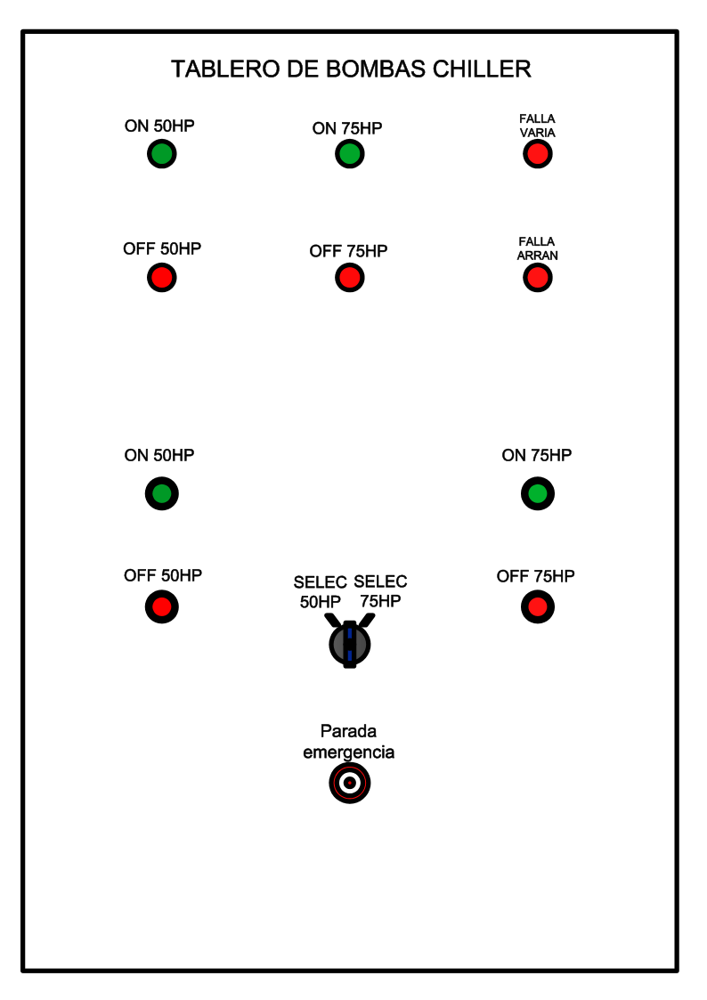 TABLERO DE BOMBAS CHILLER
ON 50HP
ON 75HP
FALLA
VARIA
OFF 50HP
OFF 75HP
FALLA
ARRAN
ON 50HP
ON 75HP
OFF 50HP
SELEC
50HP
SELEC
75HP
OFF 75HP
Parada
emergencia